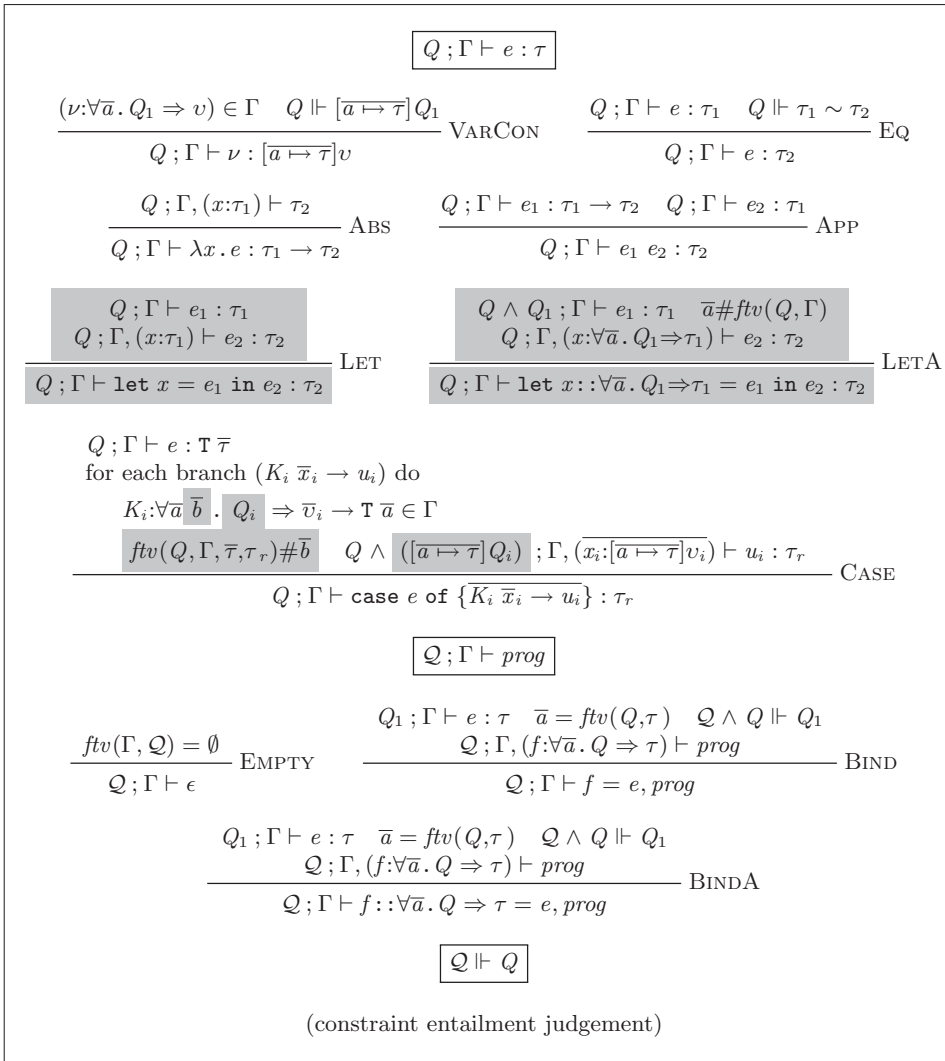 Q ; Γ ⊢ e : τ
(ν:∀a̅ . Q₁ ⇒ υ) ∈ Γ    Q ⊩ [a̅ ↦ τ̅]Q₁
Q ; Γ ⊢ ν : [a̅ ↦ τ̅]υ
VARCON
Q ; Γ ⊢ e : τ₁    Q ⊩ τ₁ ∼ τ₂
Q ; Γ ⊢ e : τ₂
EQ
Q ; Γ, (x:τ₁) ⊢ τ₂
Q ; Γ ⊢ λx . e : τ₁ → τ₂
ABS
Q ; Γ ⊢ e₁ : τ₁ → τ₂    Q ; Γ ⊢ e₂ : τ₁
Q ; Γ ⊢ e₁ e₂ : τ₂
APP
Q ; Γ ⊢ e₁ : τ₁
Q ; Γ, (x:τ₁) ⊢ e₂ : τ₂
Q ; Γ ⊢ let x = e₁ in e₂ : τ₂
LET
Q ∧ Q₁ ; Γ ⊢ e₁ : τ₁    a̅#ftv(Q, Γ)
Q ; Γ, (x:∀a̅ . Q₁⇒τ₁) ⊢ e₂ : τ₂
Q ; Γ ⊢ let x::∀a̅ . Q₁⇒τ₁ = e₁ in e₂ : τ₂
LETA
Q ; Γ ⊢ e : T τ̅
for each branch (Kᵢ x̅ᵢ → uᵢ) do
Kᵢ:∀a̅ b̅ . Qᵢ ⇒ υ̅ᵢ → T a̅ ∈ Γ
ftv(Q, Γ, τ̅, τᵣ)#b̅    Q ∧ ([a̅ ↦ τ̅]Qᵢ) ; Γ, (xᵢ:[a̅ ↦ τ̅]υᵢ) ⊢ uᵢ : τᵣ
Q ; Γ ⊢ case e of {Kᵢ x̅ᵢ → uᵢ} : τᵣ
CASE
𝒬 ; Γ ⊢ prog
ftv(Γ, 𝒬) = ∅
𝒬 ; Γ ⊢ ϵ
EMPTY
Q₁ ; Γ ⊢ e : τ    a̅ = ftv(Q,τ)    𝒬 ∧ Q ⊩ Q₁
𝒬 ; Γ, (f:∀a̅ . Q ⇒ τ) ⊢ prog
𝒬 ; Γ ⊢ f = e, prog
BIND
Q₁ ; Γ ⊢ e : τ    a̅ = ftv(Q,τ)    𝒬 ∧ Q ⊩ Q₁
𝒬 ; Γ, (f:∀a̅ . Q ⇒ τ) ⊢ prog
𝒬 ; Γ ⊢ f::∀a̅ . Q ⇒ τ = e, prog
BINDA
𝒬 ⊩ Q
(constraint entailment judgement)